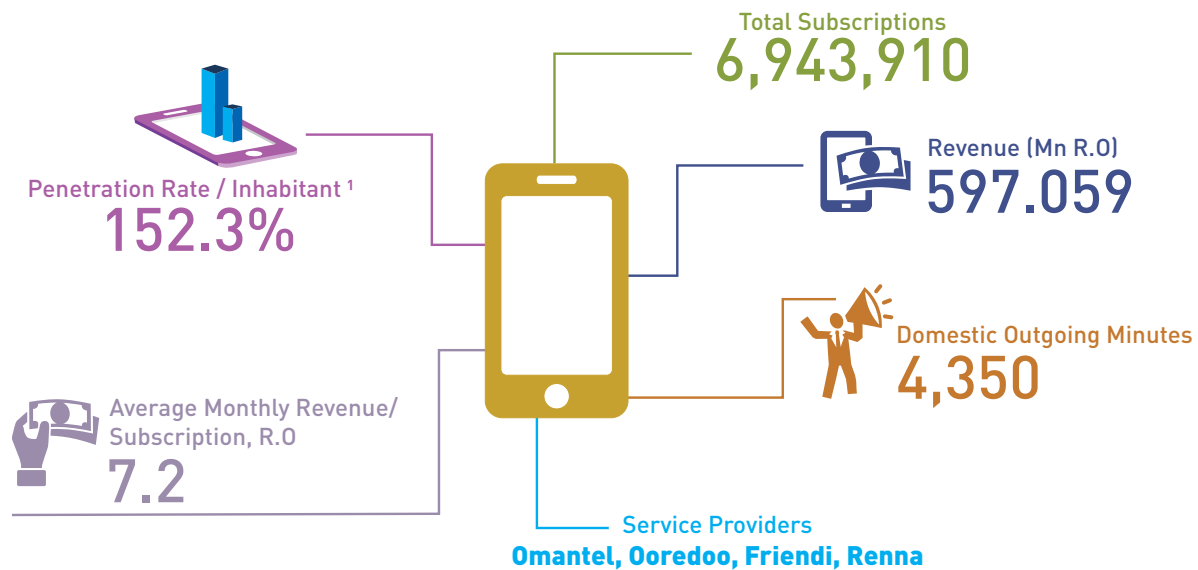 Total Subscriptions
6,943,910
Penetration Rate / Inhabitant ¹
152.3%
Revenue (Mn R.O)
597.059
Domestic Outgoing Minutes
4,350
Average Monthly Revenue/
Subscription, R.O
7.2
Service Providers
Omantel, Ooredoo, Friendi, Renna